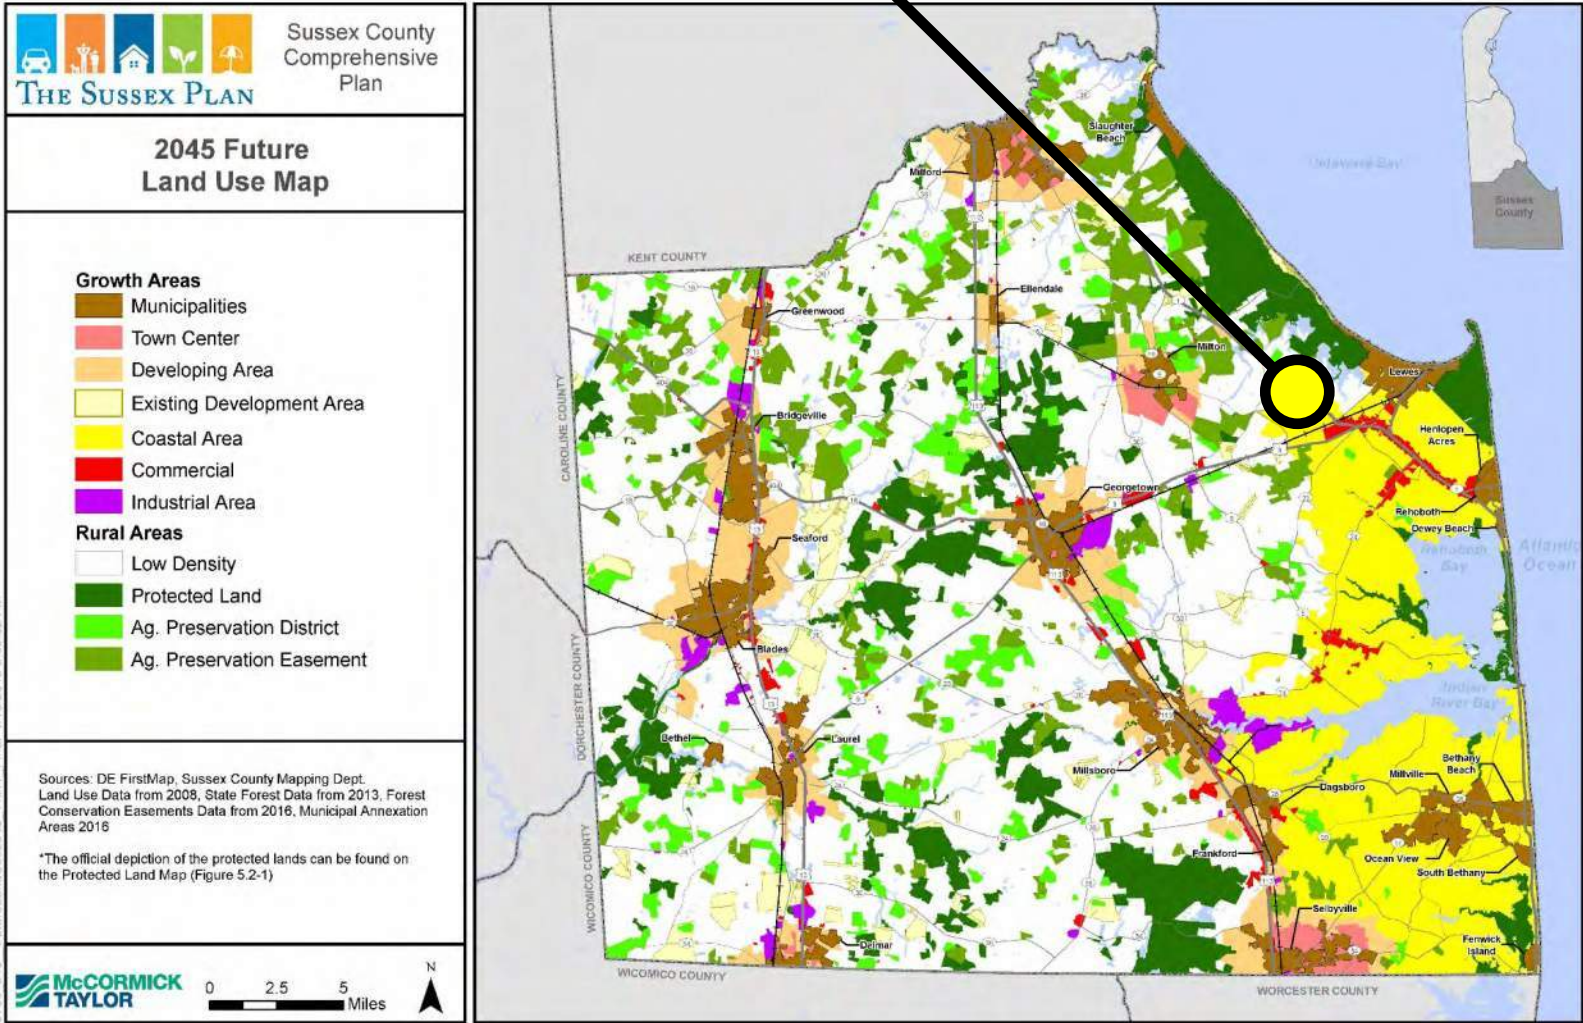 THE SUSSEX PLAN
Sussex County
Comprehensive
Plan
2045 Future
Land Use Map
Growth Areas
Municipalities
Town Center
Developing Area
Existing Development Area
Coastal Area
Commercial
Industrial Area
Rural Areas
Low Density
Protected Land
Ag. Preservation District
Ag. Preservation Easement
Sources: DE FirstMap, Sussex County Mapping Dept.
Land Use Data from 2008, State Forest Data from 2013, Forest
Conservation Easements Data from 2016, Municipal Annexation
Areas 2016
*The official depiction of the protected lands can be found on
the Protected Land Map (Figure 5.2-1)
McCORMICK
TAYLOR
0 2.5 5
Miles
N
Slaughter
Beach
Delaware Bay
Milford
Sussex
County
KENT COUNTY
Ellendale
Greenwood
Milton
Lewes
CAROLINE COUNTY
Bridgeville
Henlopen
Acres
Georgetown
Rehoboth
Dewey Beach
Seaford
Rehoboth
Bay
Atlantic
Ocean
Blades
DORCHESTER COUNTY
Indian
River Bay
Bethel
Laurel
Millsboro
Millville
Bethany
Beach
Dagsboro
Frankford
Ocean View
South Bethany
WICOMICO COUNTY
Selbyville
Delmar
Fenwick
Island
WICOMICO COUNTY
WORCESTER COUNTY